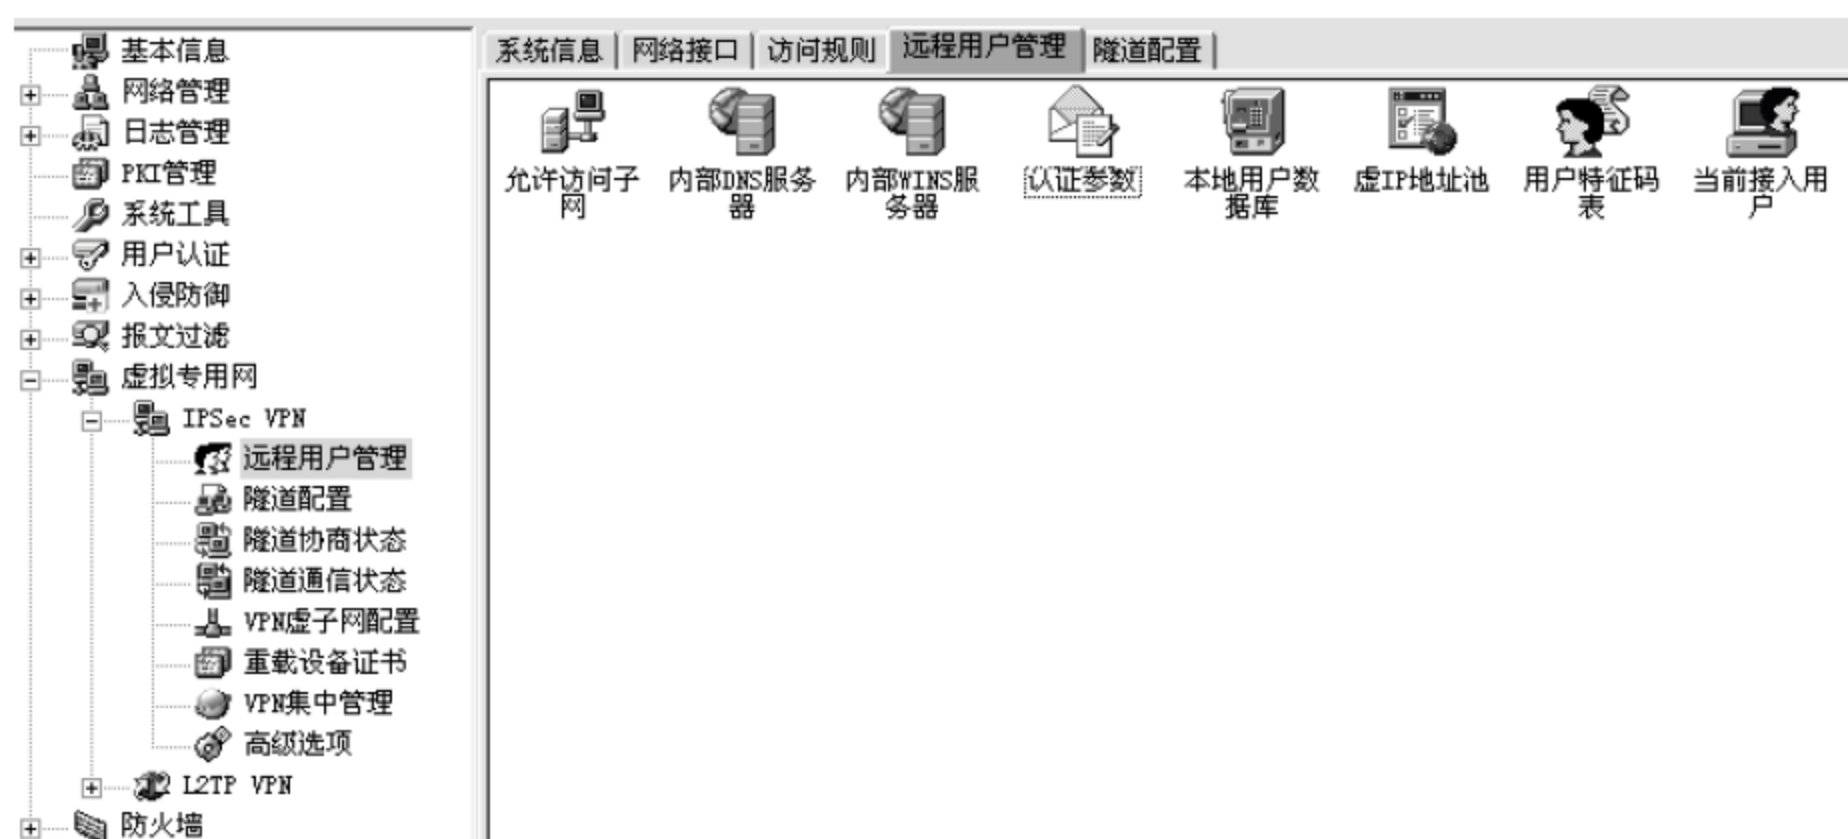 基本信息
网络管理
日志管理
PKI管理
系统工具
用户认证
入侵防御
报文过滤
虚拟专用网
IPSec VPN
远程用户管理
隧道配置
隧道协商状态
隧道通信状态
VPN虚子网配置
重载设备证书
VPN集中管理
高级选项
L2TP VPN
防火墙
系统信息 网络接口 访问规则 远程用户管理 隧道配置
允许访问子
网
内部DNS服务
器
内部WINS服
务器
认证参数
本地用户数
据库
虚IP地址池
用户特征码
表
当前接入用
户